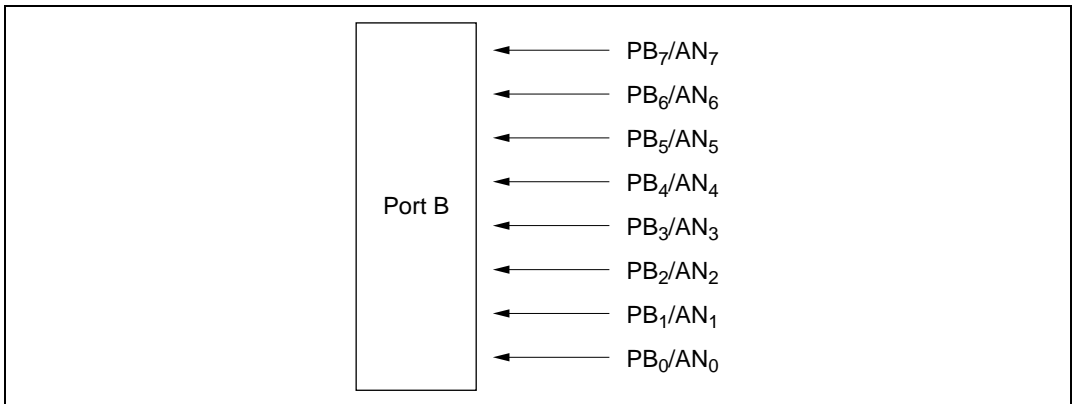 PB₇/AN₇
PB₆/AN₆
PB₅/AN₅
PB₄/AN₄
Port B
PB₃/AN₃
PB₂/AN₂
PB₁/AN₁
PB₀/AN₀